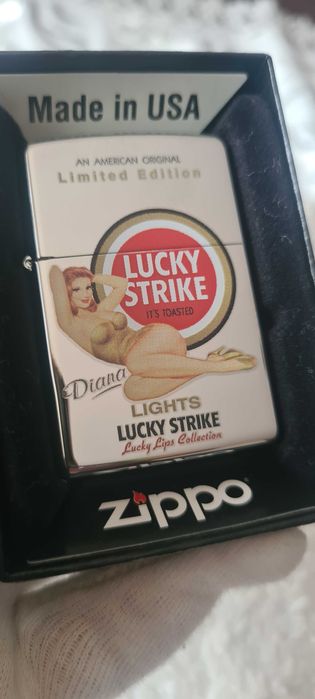 Made in USA
AN AMERICAN ORIGINAL
Limited Edition
LUCKY
STRIKE
IT'S TOASTED
Diana
LIGHTS
LUCKY STRIKE
Lucky Lips Collection
zippo